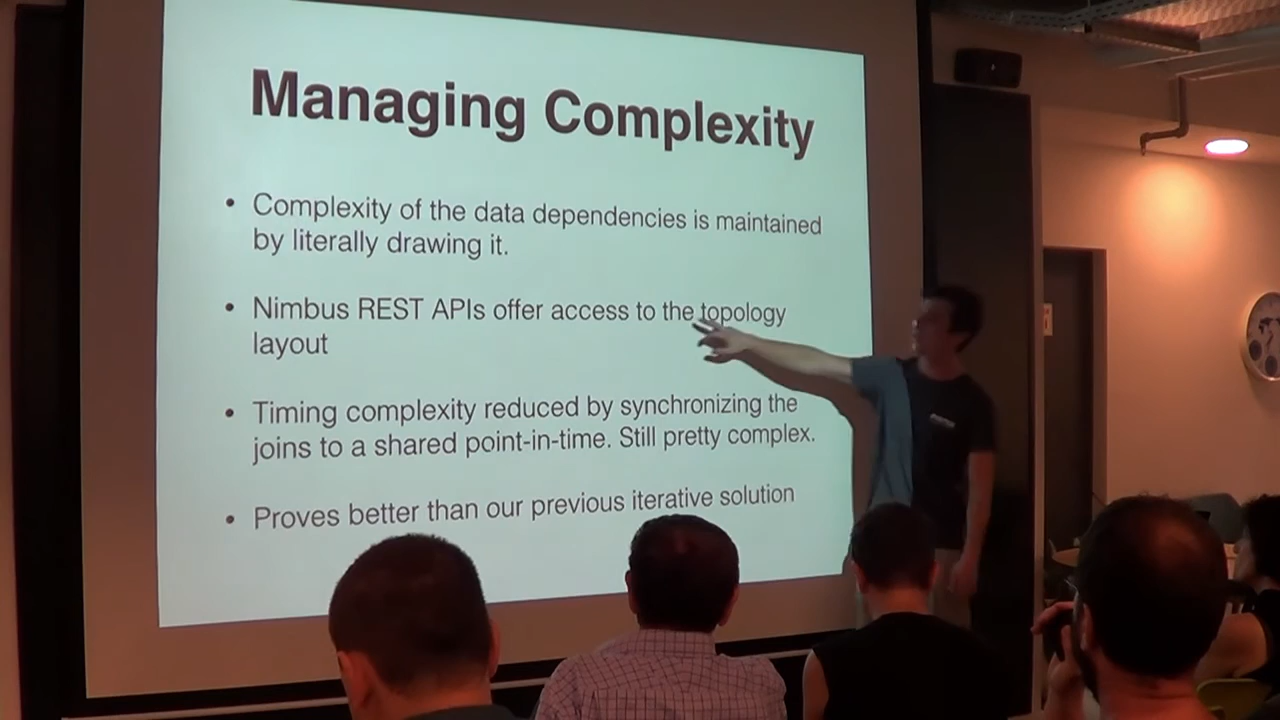 Managing Complexity
• Complexity of the data dependencies is maintained
by literally drawing it.
• Nimbus REST APIs offer access to the topology
layout
• Timing complexity reduced by synchronizing the
joins to a shared point-in-time. Still pretty complex.
• Proves better than our previous iterative solution